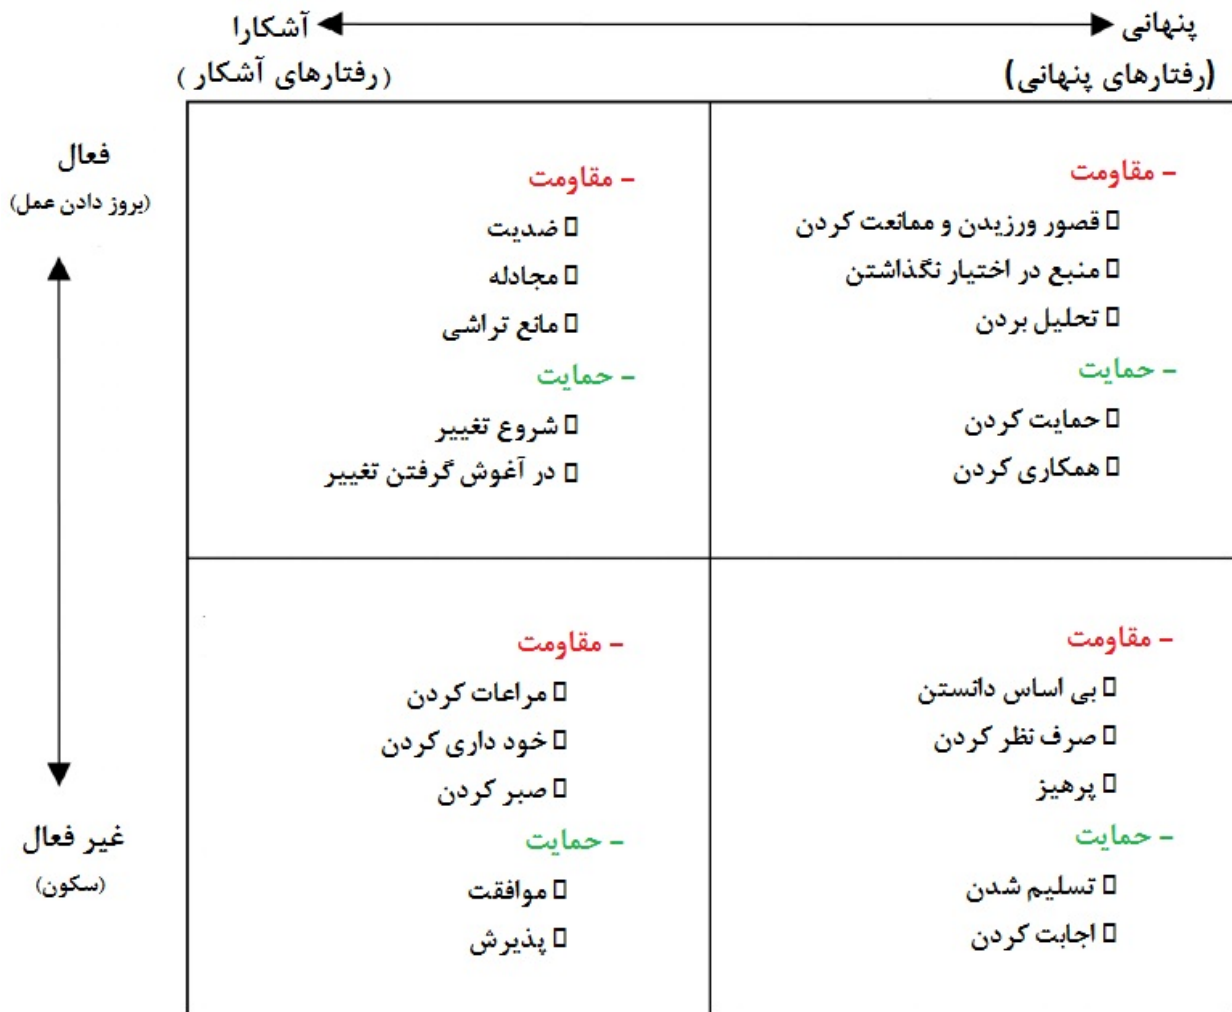 پنهانی
آشکارا
(رفتارهای پنهانی)
(رفتارهای آشکار )
فعال
(بروز دادن عمل)
غیر فعال
(سکون)
- مقاومت
قصور ورزیدن و ممانعت کردن
منبع در اختیار نگذاشتن
تحلیل بردن
- حمایت
حمایت کردن
همکاری کردن
- مقاومت
ضدیت
مجادله
مانع تراشی
- حمایت
شروع تغییر
در آغوش گرفتن تغییر
- مقاومت
بی اساس دانستن
صرف نظر کردن
پرهیز
- حمایت
تسلیم شدن
اجابت کردن
- مقاومت
مراعات کردن
خود داری کردن
صبر کردن
- حمایت
موافقت
پذیرش